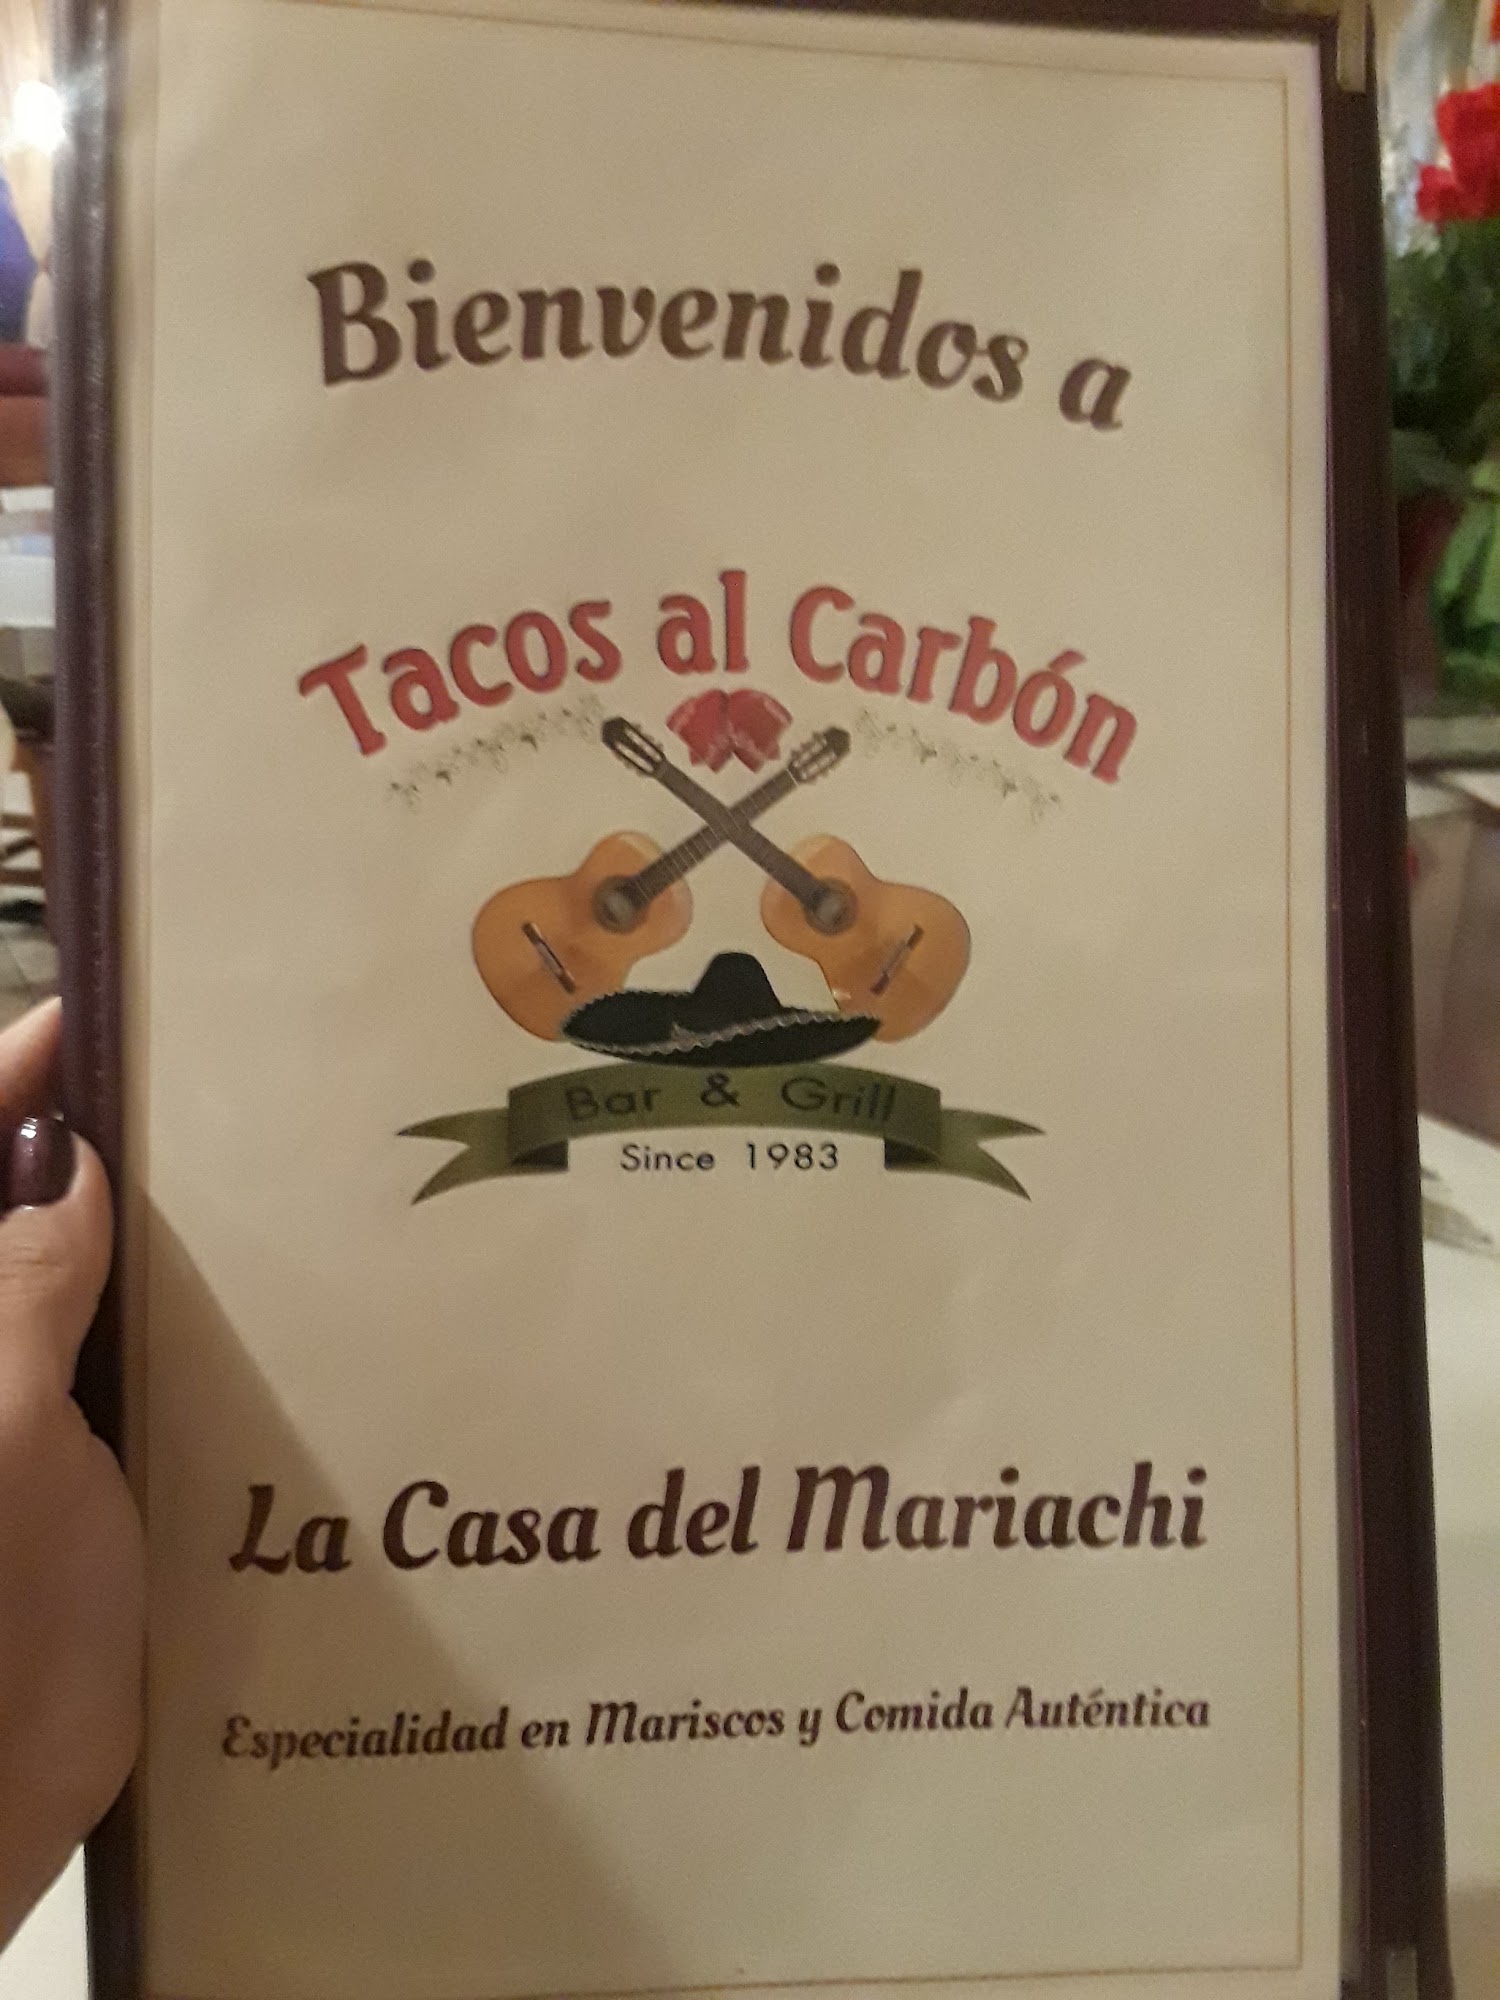 Bienvenidos a
Tacos al Carbón
Bar & Grill
Since 1983
La Casa del Mariachi
Especialidad en Mariscos y Comida Auténtica